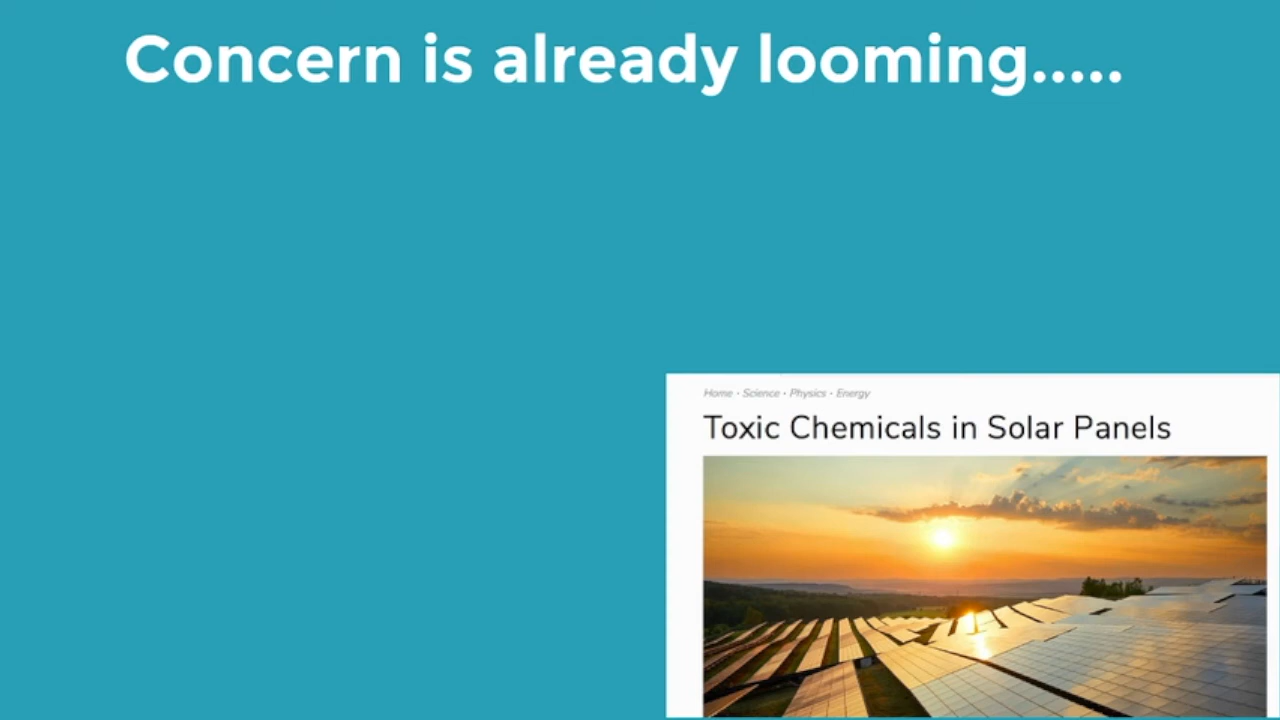 Concern is already looming.....
Home · Science · Physics · Energy
Toxic Chemicals in Solar Panels